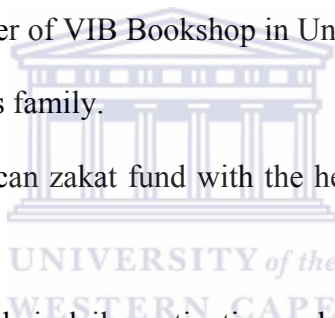 er of VIB Bookshop in Un
s family.
can zakat fund with the he
UNIVERSITY of the
WESTERN CAPE